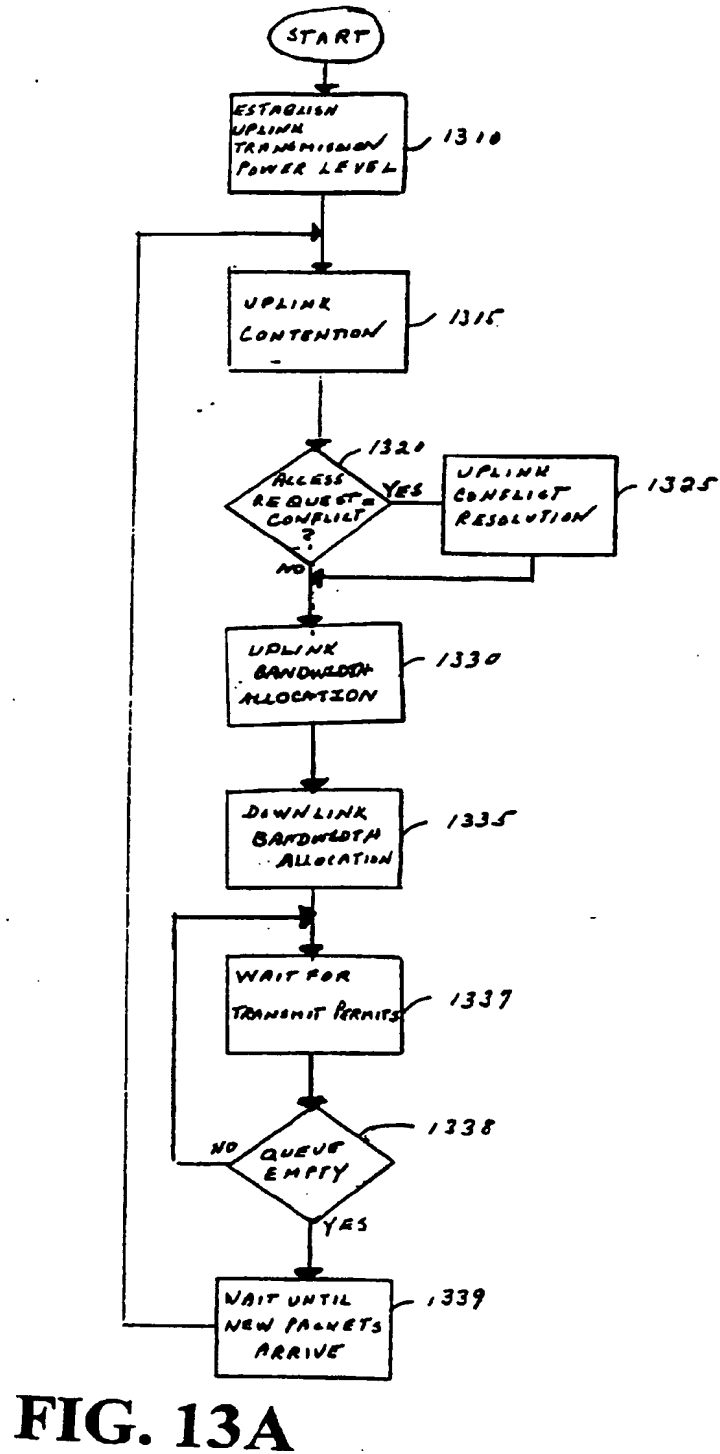 START
ESTABLISH
UPLINK
TRANSMISSION
POWER LEVEL
1310
UPLINK
CONTENTION
1315
1320
ACCESS
REQUEST =
CONFLICT
?
YES
NO
UPLINK
CONFLICT
RESOLUTION
1325
UPLINK
BANDWIDTH
ALLOCATION
1330
DOWNLINK
BANDWIDTH
ALLOCATION
1335
WAIT FOR
TRANSMIT PERMITS
1337
1338
QUEUE
EMPTY
NO
YES
WAIT UNTIL
NEW PACKETS
ARRIVE
1339
FIG. 13A